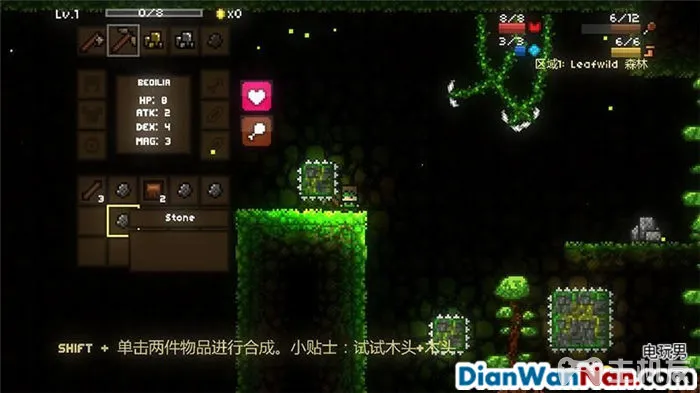 Lv.1
0/8
x0
8/8
6/12
3/3
6/6
区域1: Leafwild 森林
BEDILIA
HP: 8
ATK: 2
DEX: 4
MAG: 3
3
2
Stone
SHIFT + 单击两件物品进行合成。小贴士：试试木头+木头
电玩男
DianWanNan.com